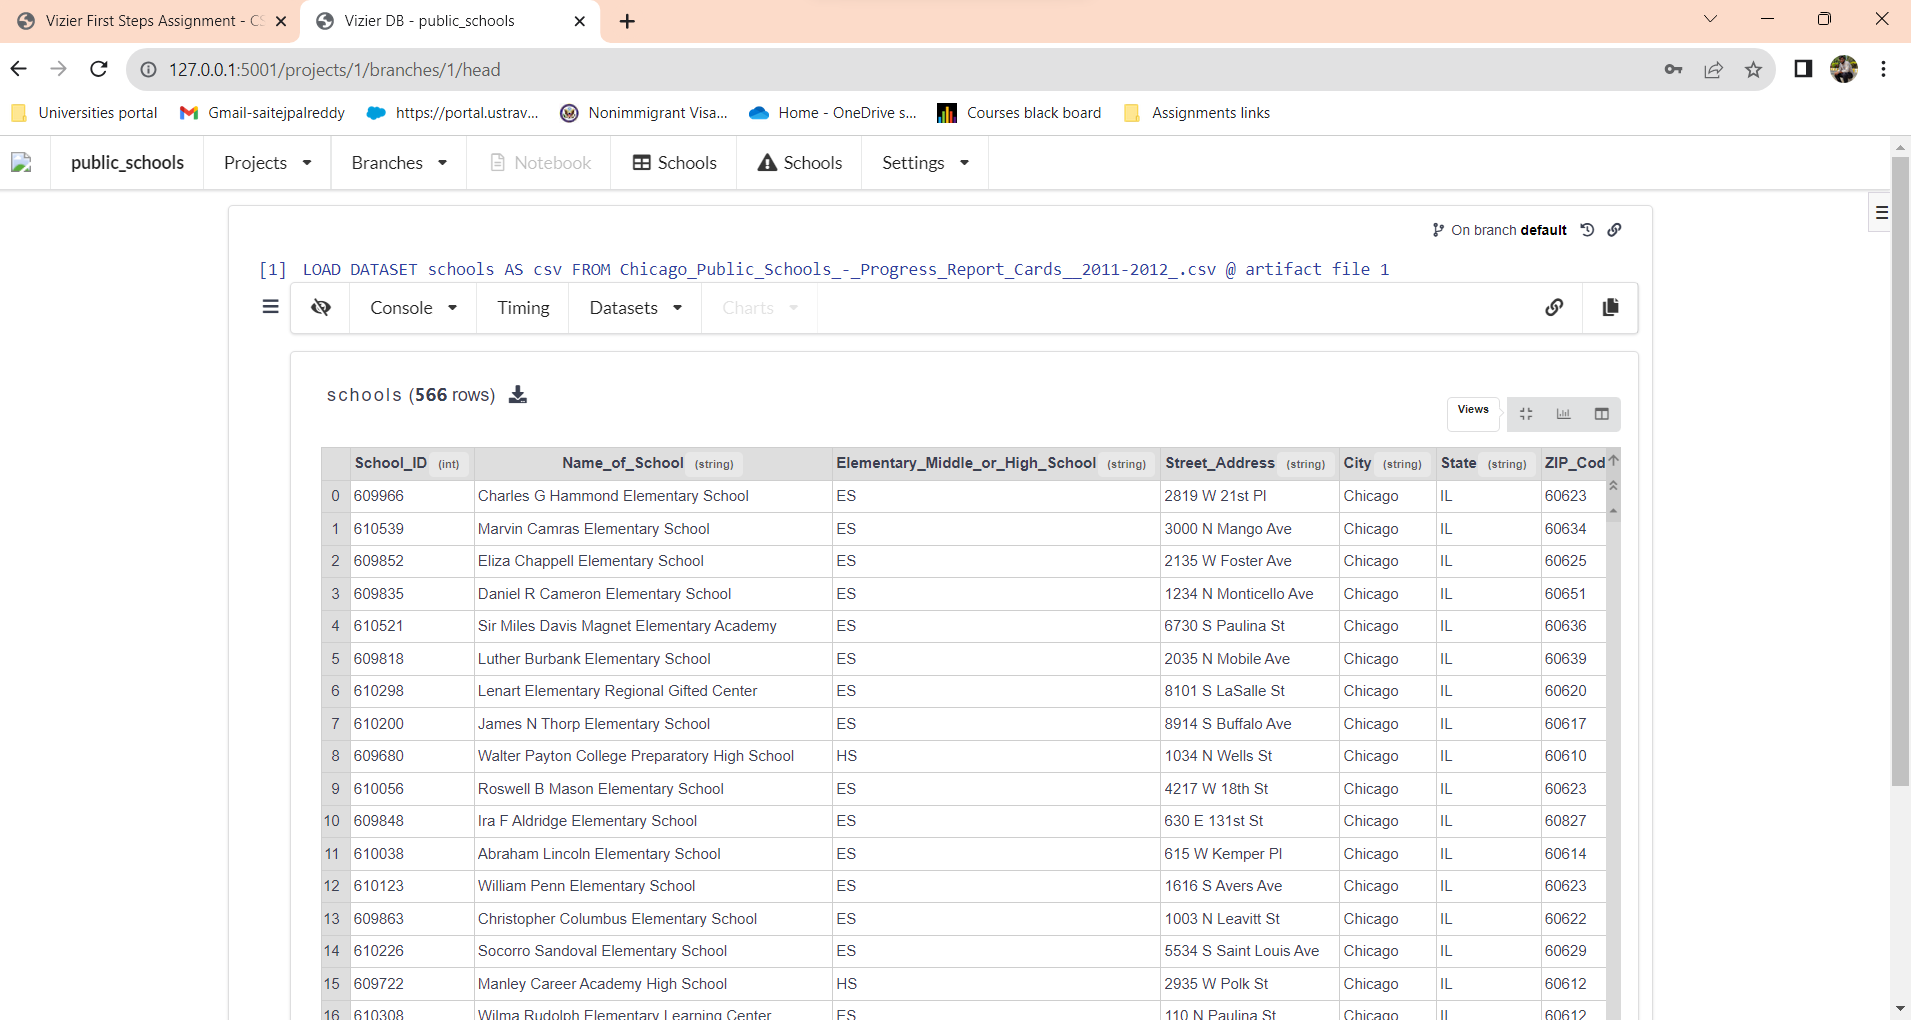 Vizier First Steps Assignment - CS
Vizier DB - public_schools
127.0.0.1:5001/projects/1/branches/1/head
Universities portal
Gmail-saitejpalreddy
https://portal.ustrav...
Nonimmigrant Visa...
Home - OneDrive s...
Courses black board
Assignments links
public_schools
Projects
Branches
Notebook
Schools
Schools
Settings
On branch default
[1] LOAD DATASET schools AS csv FROM Chicago_Public_Schools_-_Progress_Report_Cards__2011-2012_.csv @ artifact file 1
Console
Timing
Datasets
Charts
schools (566 rows)
Views
School_ID (int) Name_of_School (string) Elementary_Middle_or_High_School (string) Street_Address (string) City (string) State (string) ZIP_Cod
0 609966 Charles G Hammond Elementary School ES 2819 W 21st Pl Chicago IL 60623
1 610539 Marvin Camras Elementary School ES 3000 N Mango Ave Chicago IL 60634
2 609852 Eliza Chappell Elementary School ES 2135 W Foster Ave Chicago IL 60625
3 609835 Daniel R Cameron Elementary School ES 1234 N Monticello Ave Chicago IL 60651
4 610521 Sir Miles Davis Magnet Elementary Academy ES 6730 S Paulina St Chicago IL 60636
5 609818 Luther Burbank Elementary School ES 2035 N Mobile Ave Chicago IL 60639
6 610298 Lenart Elementary Regional Gifted Center ES 8101 S LaSalle St Chicago IL 60620
7 610200 James N Thorp Elementary School ES 8914 S Buffalo Ave Chicago IL 60617
8 609680 Walter Payton College Preparatory High School HS 1034 N Wells St Chicago IL 60610
9 610056 Roswell B Mason Elementary School ES 4217 W 18th St Chicago IL 60623
10 609848 Ira F Aldridge Elementary School ES 630 E 131st St Chicago IL 60827
11 610038 Abraham Lincoln Elementary School ES 615 W Kemper Pl Chicago IL 60614
12 610123 William Penn Elementary School ES 1616 S Avers Ave Chicago IL 60623
13 609863 Christopher Columbus Elementary School ES 1003 N Leavitt St Chicago IL 60622
14 610226 Socorro Sandoval Elementary School ES 5534 S Saint Louis Ave Chicago IL 60629
15 609722 Manley Career Academy High School HS 2935 W Polk St Chicago IL 60612
16 610308 Wilma Rudolph Elementary Learning Center ES 110 N Paulina St Chicago IL 60612